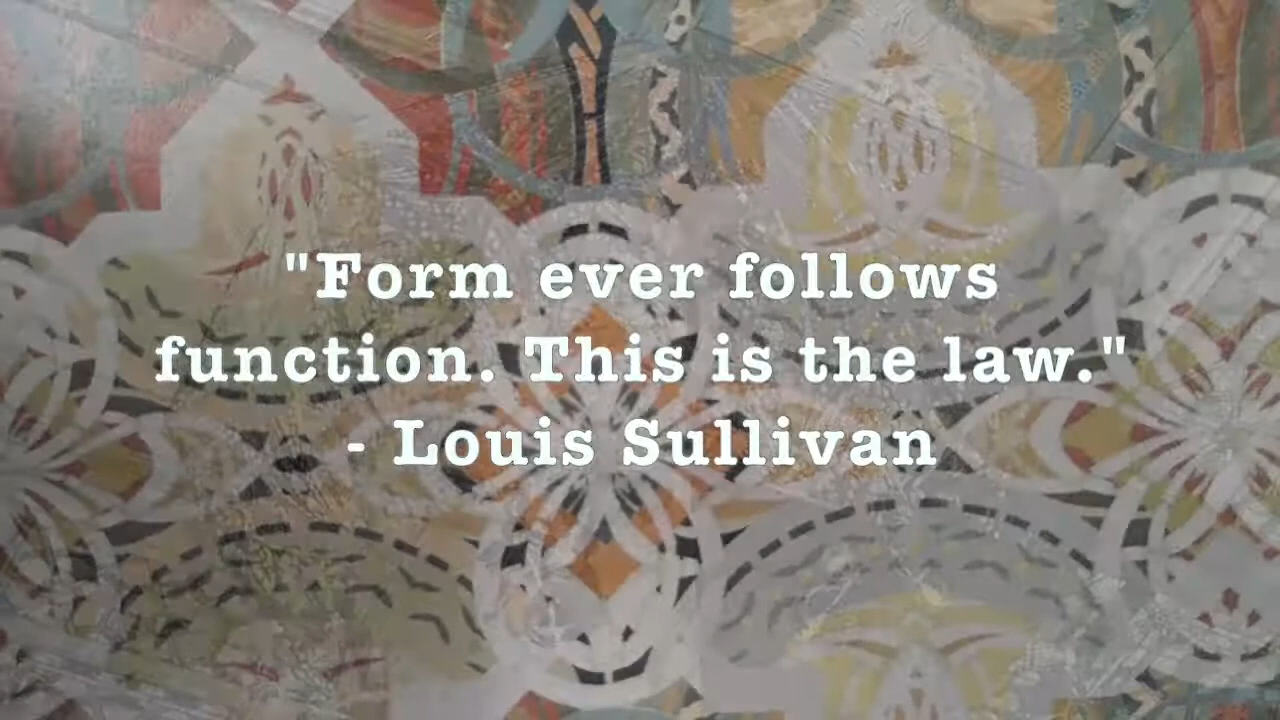 "Form ever follows
function. This is the law."
- Louis Sullivan